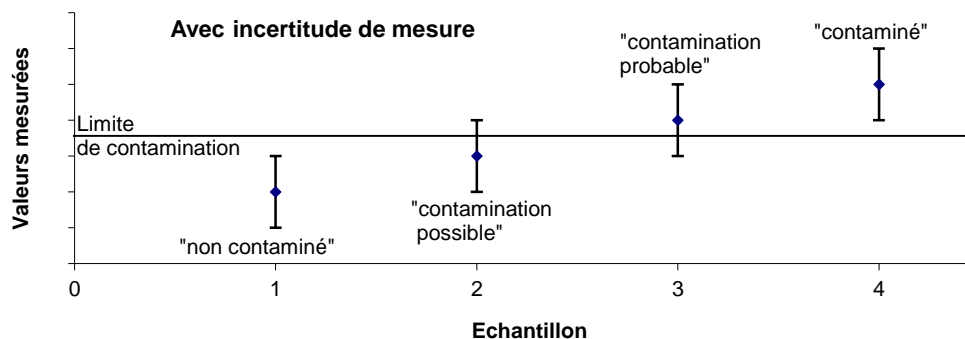 Avec incertitude de mesure
"contamination
probable"
"contaminé"
Valeurs mesurées
Limite
de contamination
"non contaminé"
"contamination
possible"
0 1 2 3 4
Echantillon